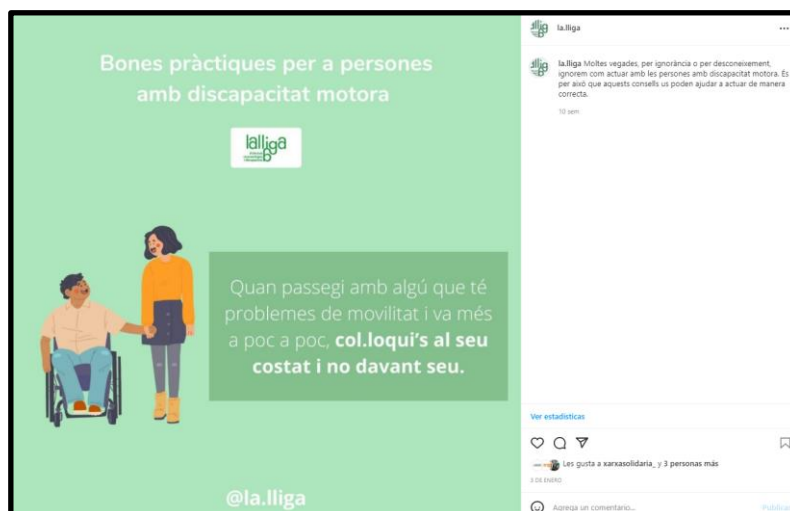 Bones pràctiques per a persones
amb discapacitat motora
lalliga
Quan passegi amb algú que té
problemes de movilitat i va més
a poc a poc, col.loqui's al seu
costat i no davant seu.
@la.lliga
la.lliga
la.lliga Moltes vegades, per ignorància o per desconeixement,
ignorem com actuar amb les persones amb discapacitat motora. És
per això que aquests consells us poden ajudar a actuar de manera
correcta.
10 sem
Ver estadísticas
Les gusta a xarxasolidaria_ y 3 personas más
3 DE ENERO
Agrega un comentario...
Publicar